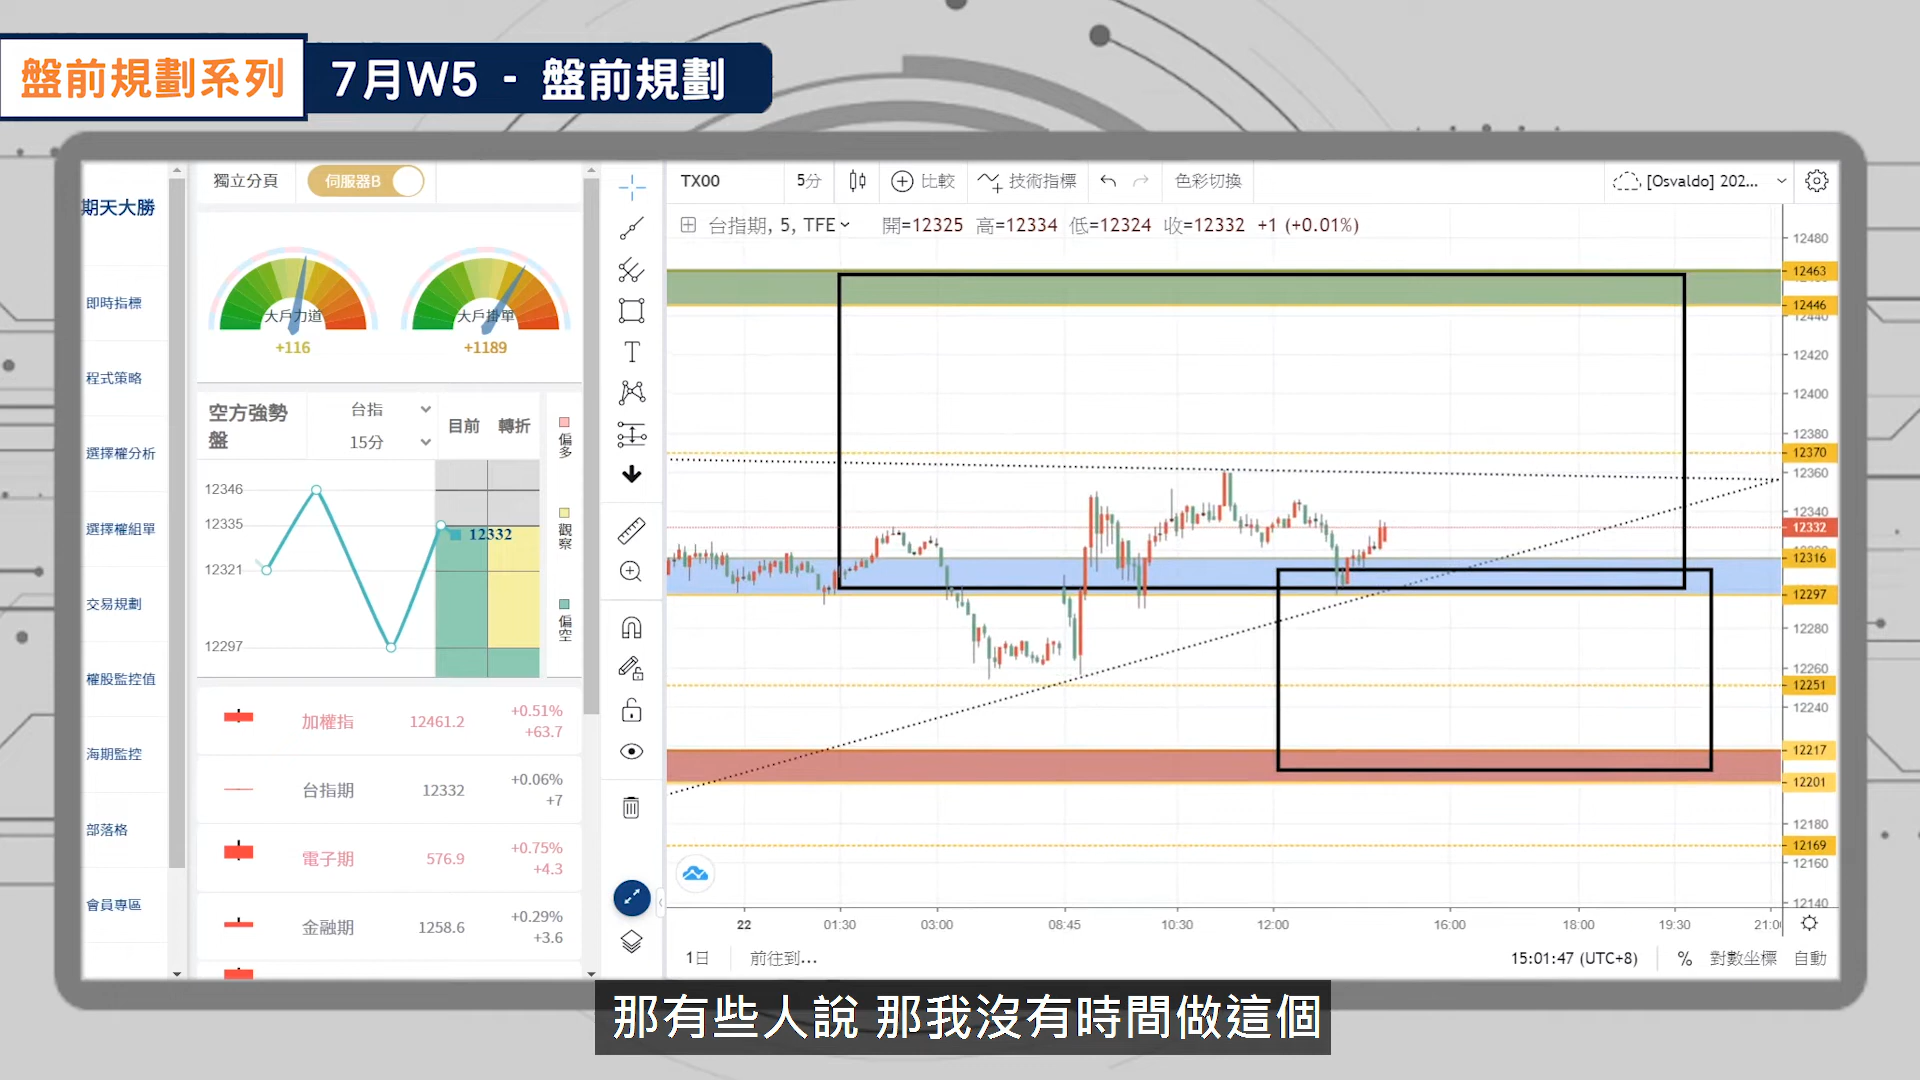 盤前規劃系列
7月W5 - 盤前規劃
期天大勝
即時指標
程式策略
選擇權分析
選擇權組單
交易規劃
權股監控值
海期監控
部落格
會員專區
獨立分頁
伺服器B
大戶力道
+116
大戶掛單
+1189
空方強勢盤
台指
15分
目前
轉折
偏多
觀察
偏空
12346
12335
12321
12297
12332
加權指 12461.2 +0.51% +63.7
台指期 12332 +0.06% +7
電子期 576.9 +0.75% +4.3
金融期 1258.6 +0.29% +3.6
TX00
5分
比較
技術指標
色彩切換
[Osvaldo] 202...
台指期, 5, TFE
開=12325 高=12334 低=12324 收=12332 +1 (+0.01%)
12480
12463
12446
12440
12420
12400
12380
12370
12360
12340
12332
12316
12297
12280
12260
12251
12240
12217
12201
12180
12169
12160
12140
22 01:30 03:00 08:45 10:30 12:00 16:00 18:00 19:30
1日
前往到...
15:01:47 (UTC+8)
%
對數坐標
自動
那有些人說 那我沒有時間做這個